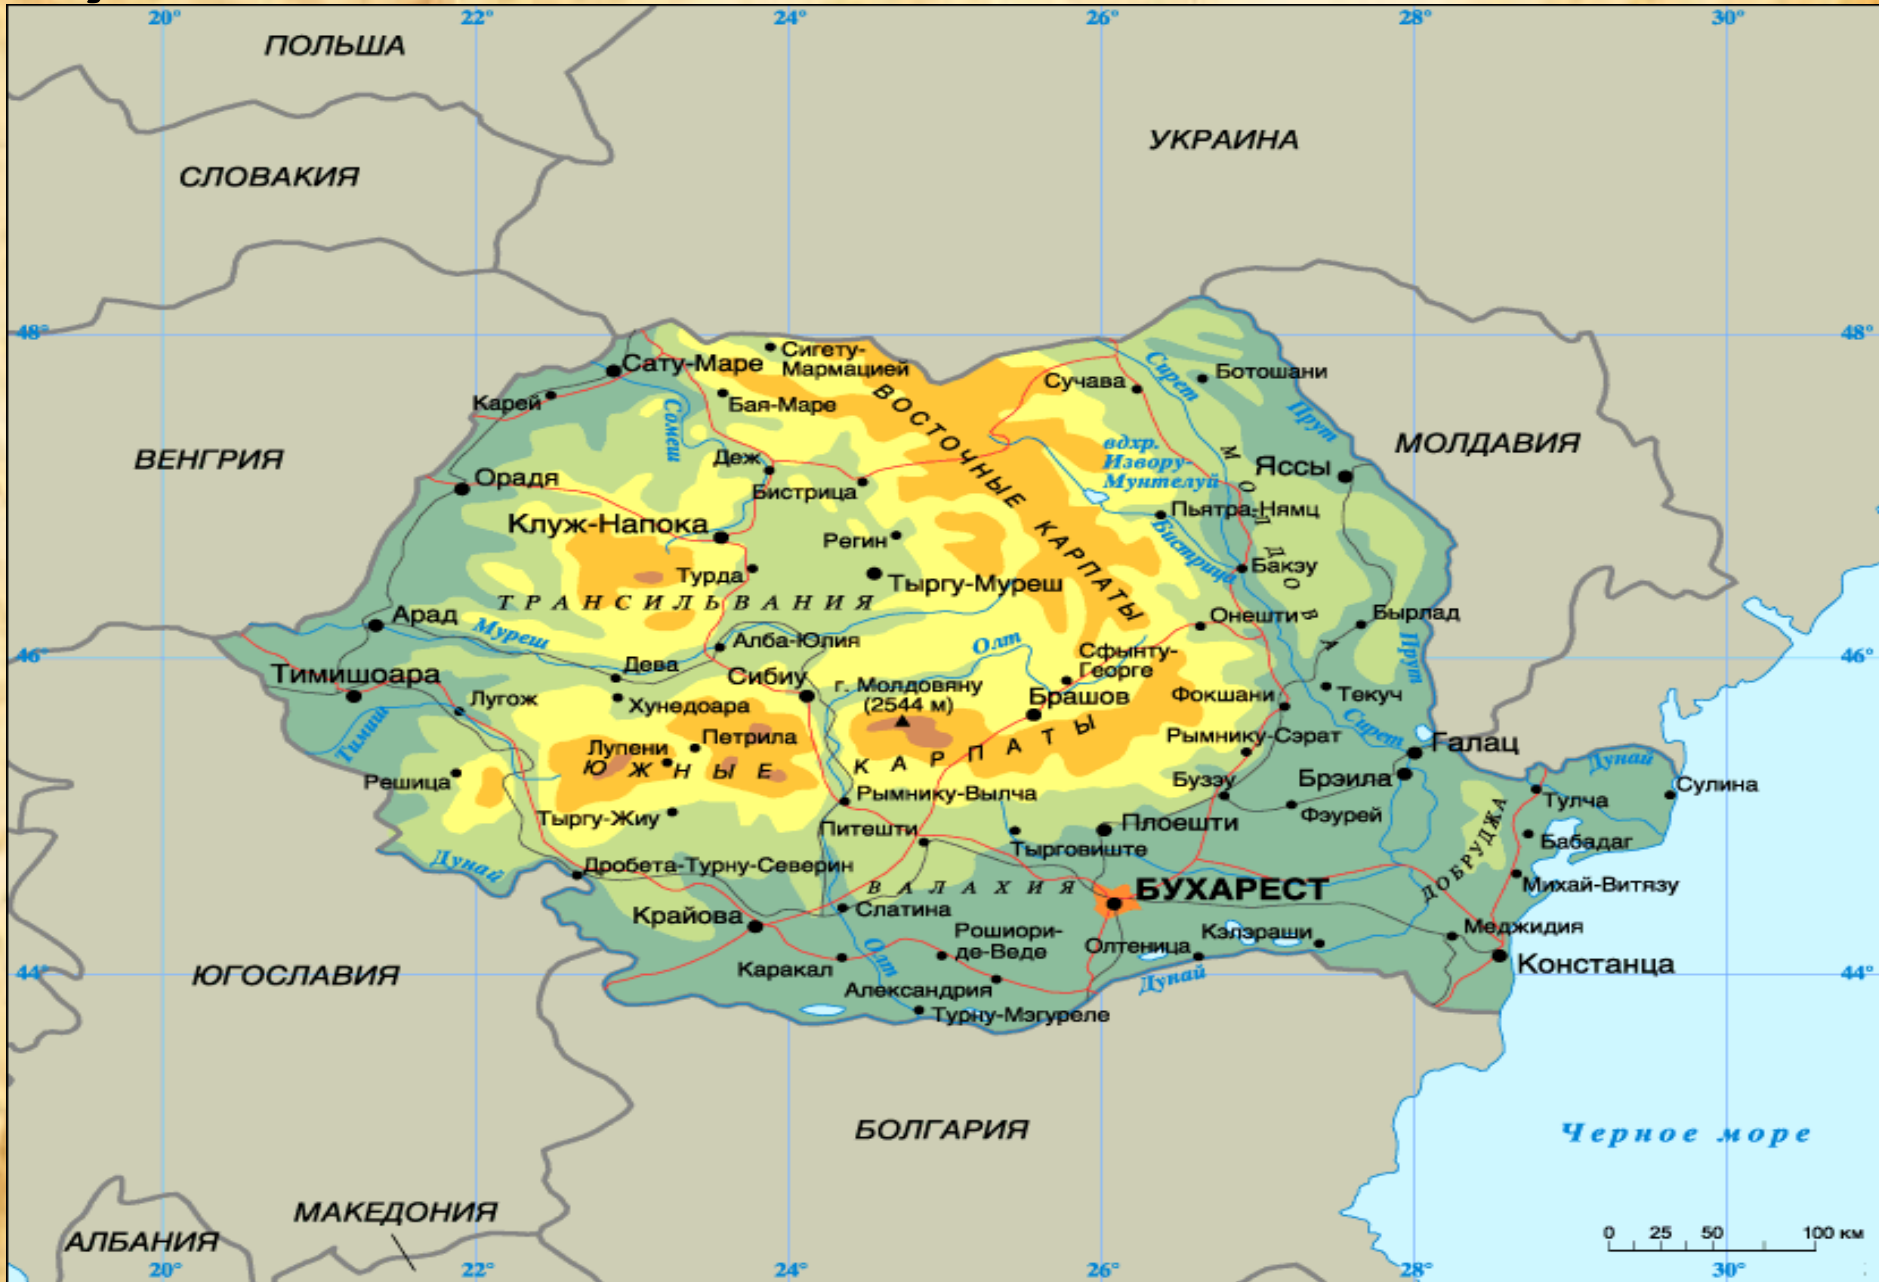 20°
22°
24°
26°
28°
30°
ПОЛЬША
УКРАИНА
СЛОВАКИЯ
48°
48°
Сигету-
Мармацией
Сату-Маре
Сучава
Сирет
Ботошани
Карей
Бая-Маре
Сомеш
ВОСТОЧНЫЕ КАРПАТЫ
Прут
ВЕНГРИЯ
МОЛДАВИЯ
вдхр.
Извору-
Мунтелуй
МОЛДОВА
Яссы
Деж
Орадя
Бистрица
Пьятра-Нямц
Клуж-Напока
Регин
Бистрица
Бакэу
Турда
Тыргу-Муреш
ТРАНСИЛЬВАНИЯ
Арад
Муреш
Онешти
Бырлад
Алба-Юлия
Олт
Прут
46°
46°
Сфынту-
Георге
Дева
Тимишоара
Сибиу
г. Молдовяну
(2544 м)
Брашов
Фокшани
Текуч
Лугож
Хунедоара
Тимиш
Сирет
Петрила
Лупени
ЮЖНЫЕ КАРПАТЫ
Рымнику-Сэрат
Галац
Дунай
Решица
Бузэу
Брэила
Сулина
Рымнику-Вылча
Тулча
Тыргу-Жиу
Питешти
Плоешти
Фэурей
ДОБРУДЖА
Бабадаг
Тырговиште
Дунай
Дробета-Турну-Северин
ВАЛАХИЯ
БУХАРЕСТ
Михай-Витязу
Крайова
Слатина
Рошиори-
де-Веде
Олтеница
Кэлэраши
Меджидия
Олт
Констанца
ЮГОСЛАВИЯ
Каракал
44°
44°
Дунай
Александрия
Турну-Мэгуреле
БОЛГАРИЯ
Черное море
МАКЕДОНИЯ
АЛБАНИЯ
0 25 50 100 км
20°
22°
24°
26°
28°
30°